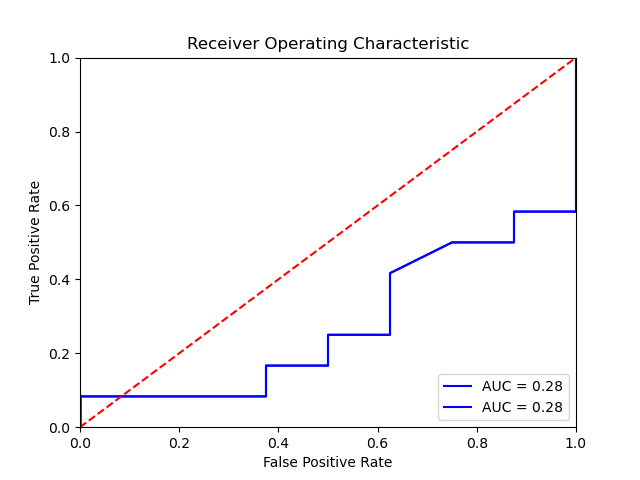 Receiver Operating Characteristic
True Positive Rate
1.0
0.8
0.6
0.4
0.2
0.0
AUC = 0.28
AUC = 0.28
0.0 0.2 0.4 0.6 0.8 1.0
False Positive Rate